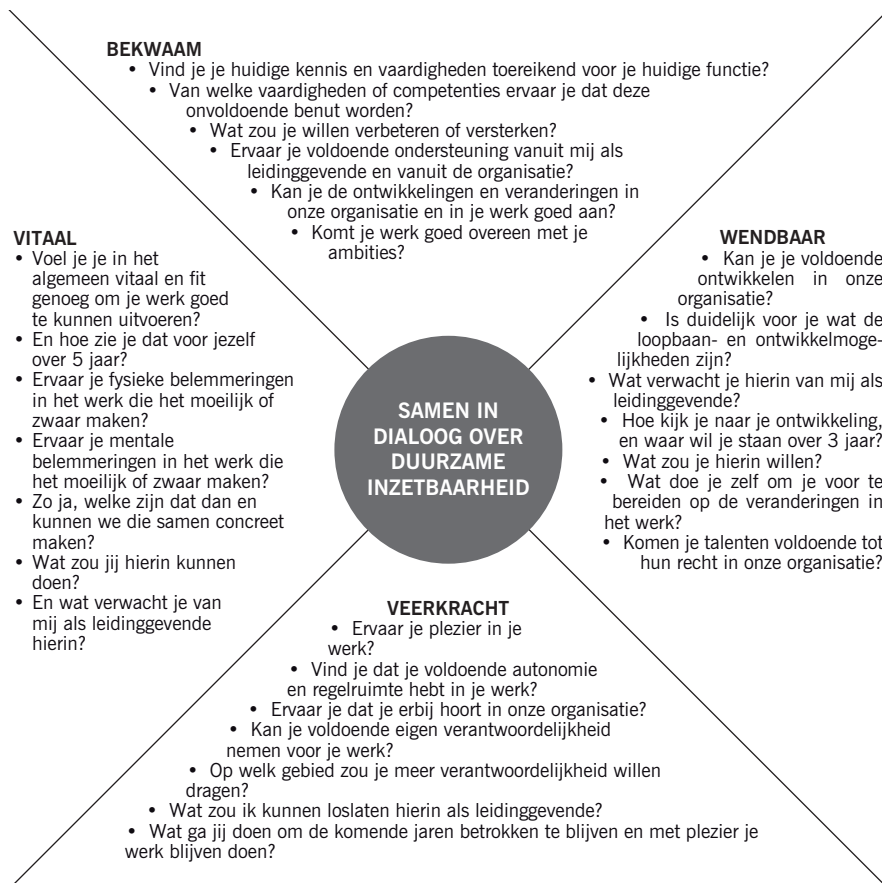 BEKWAAM
• Vind je je huidige kennis en vaardigheden toereikend voor je huidige functie?
• Van welke vaardigheden of competenties ervaar je dat deze
onvoldoende benut worden?
• Wat zou je willen verbeteren of versterken?
• Ervaar je voldoende ondersteuning vanuit mij als
leidinggevende en vanuit de organisatie?
• Kan je de ontwikkelingen en veranderingen in
onze organisatie en in je werk goed aan?
• Komt je werk goed overeen met je
ambities?
VITAAL
• Voel je je in het
algemeen vitaal en fit
genoeg om je werk goed
te kunnen uitvoeren?
• En hoe zie je dat voor jezelf
over 5 jaar?
• Ervaar je fysieke belemmeringen
in het werk die het moeilijk of
zwaar maken?
• Ervaar je mentale
belemmeringen in het werk die
het moeilijk of zwaar maken?
• Zo ja, welke zijn dat dan en
kunnen we die samen concreet
maken?
• Wat zou jij hierin kunnen
doen?
• En wat verwacht je van
mij als leidinggevende
hierin?
SAMEN IN
DIALOOG OVER
DUURZAME
INZETBAARHEID
WENDBAAR
• Kan je je voldoende
ontwikkelen in onze
organisatie?
• Is duidelijk voor je wat de
loopbaan- en ontwikkelmoge-
lijkheden zijn?
• Wat verwacht je hierin van mij als
leidinggevende?
• Hoe kijk je naar je ontwikkeling,
en waar wil je staan over 3 jaar?
• Wat zou je hierin willen?
• Wat doe je zelf om je voor te
bereiden op de veranderingen in
het werk?
• Komen je talenten voldoende tot
hun recht in onze organisatie?
VEERKRACHT
• Ervaar je plezier in je
werk?
• Vind je dat je voldoende autonomie
en regelruimte hebt in je werk?
• Ervaar je dat je erbij hoort in onze organisatie?
• Kan je voldoende eigen verantwoordelijkheid
nemen voor je werk?
• Op welk gebied zou je meer verantwoordelijkheid willen
dragen?
• Wat zou ik kunnen loslaten hierin als leidinggevende?
• Wat ga jij doen om de komende jaren betrokken te blijven en met plezier je
werk blijven doen?